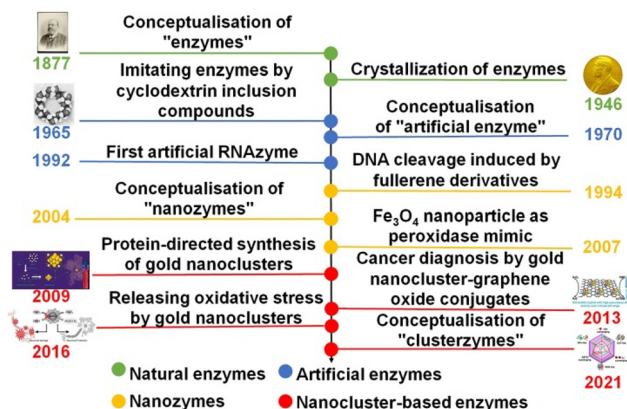 Conceptualisation of
"enzymes"
1877
Crystallization of enzymes
1946
Imitating enzymes by
cyclodextrin inclusion
compounds
1965
Conceptualisation
of "artificial enzyme"
1970
First artificial RNAzyme
1992
DNA cleavage induced by
fullerene derivatives
1994
Conceptualisation of
"nanozymes"
2004
Fe₃O₄ nanoparticle as
peroxidase mimic
2007
Protein-directed synthesis
of gold nanoclusters
2009
Cancer diagnosis by gold
nanocluster-graphene
oxide conjugates
2013
Releasing oxidative stress
by gold nanoclusters
2016
Conceptualisation of
"clusterzymes"
2021
Natural enzymes
Artificial enzymes
Nanozymes
Nanocluster-based enzymes